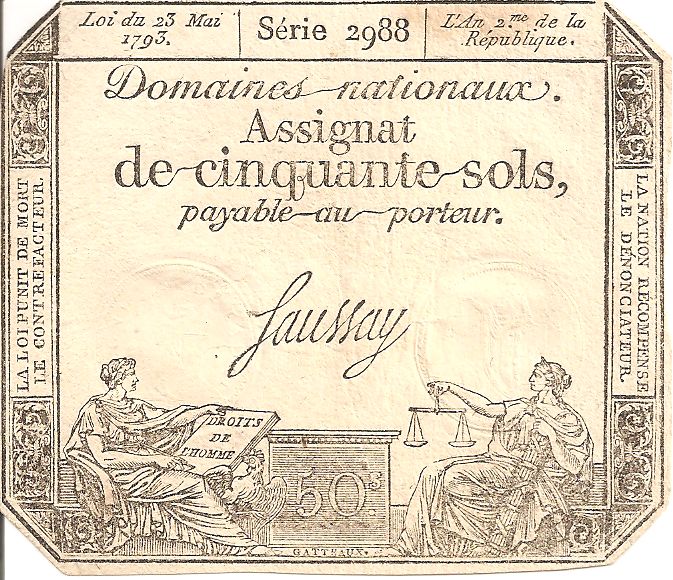 Loi du 23 Mai
1793.
Série 2988
L'An 2.me de la
République.
Domaines nationaux.
Assignat
de cinquante sols,
payable au porteur.
LA LOI PUNIT DE MORT
LE CONTREFACTEUR.
LA NATION RÉCOMPENSE
LE DÉNONCIATEUR.
Saussay
DROITS
DE
L'HOMME
50s
GATTEAUX.